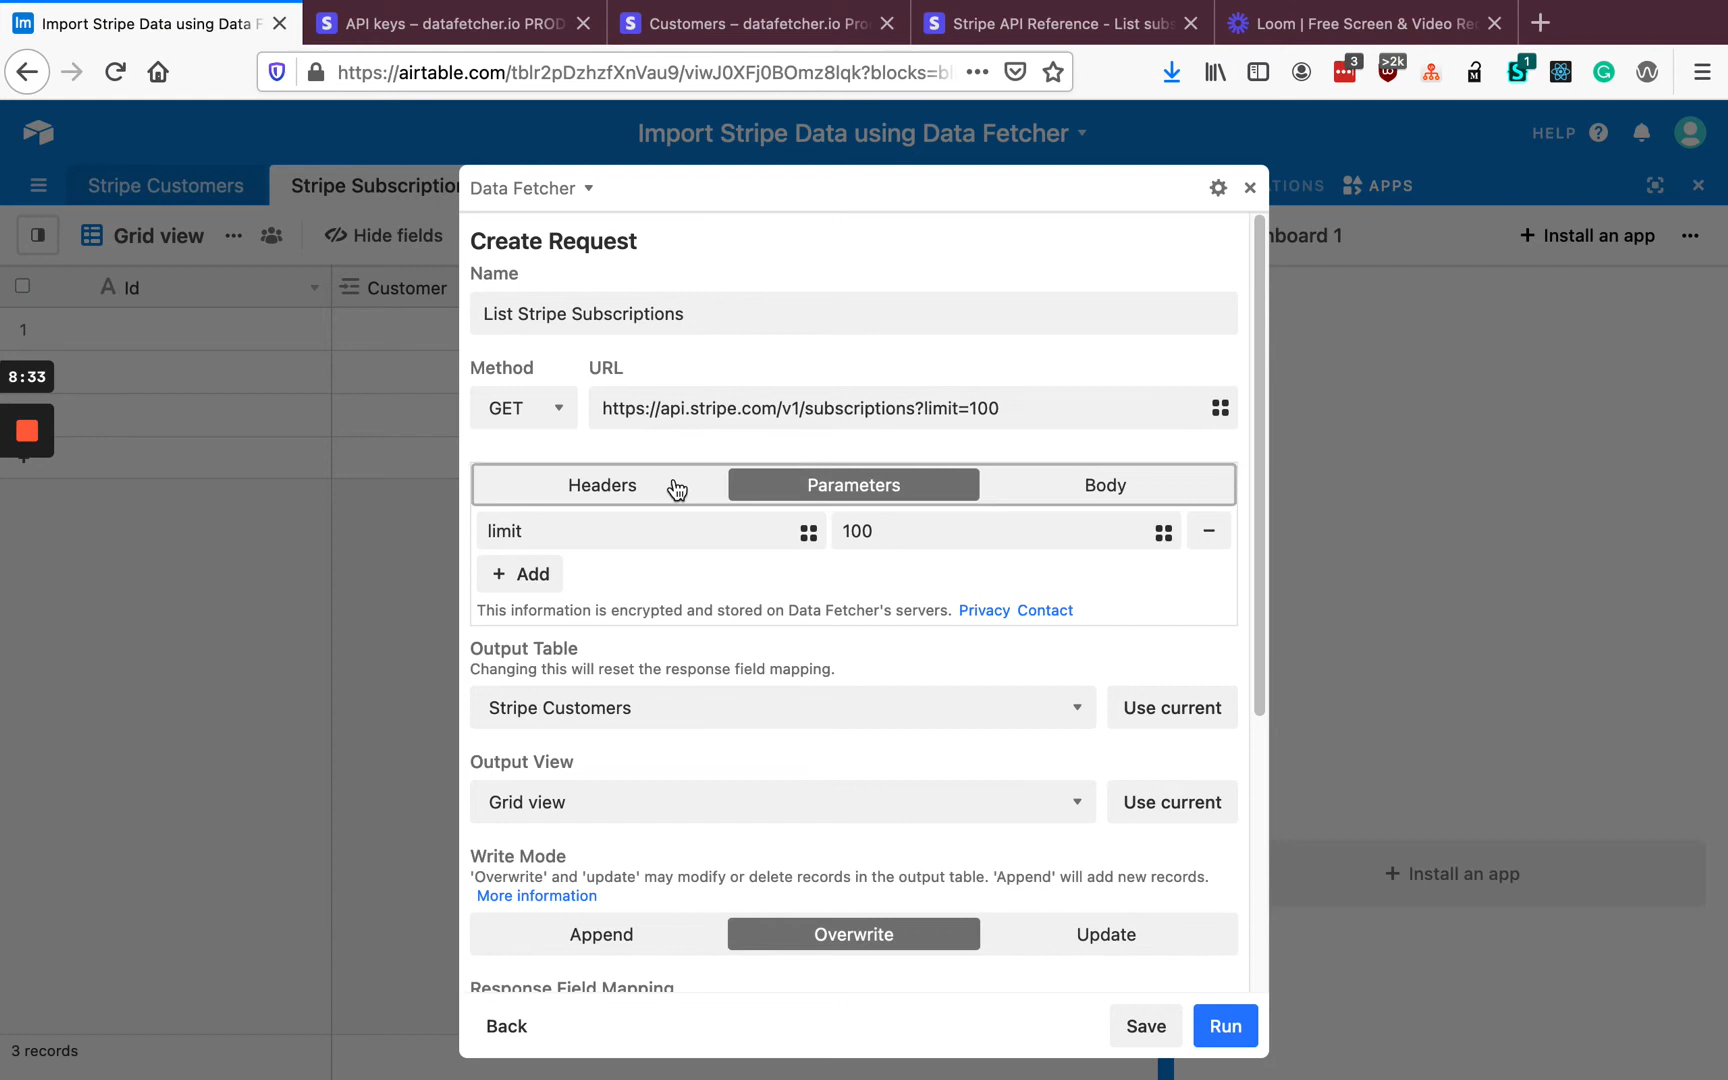 Import Stripe Data using Data F
API keys – datafetcher.io PROD
Customers – datafetcher.io Pro
Stripe API Reference - List subs
Loom | Free Screen & Video Re
https://airtable.com/tblr2pDzhzfXnVau9/viwJ0XFj0BOmz8lqk?blocks=bl
3
>2k
1
Import Stripe Data using Data Fetcher
HELP
Stripe Customers
Stripe Subscription
Data Fetcher
TIONS
APPS
Grid view
Hide fields
Create Request
hboard 1
Install an app
Name
Id
Customer
List Stripe Subscriptions
1
8:33
Method
URL
GET
https://api.stripe.com/v1/subscriptions?limit=100
Headers
Parameters
Body
limit
100
+ Add
This information is encrypted and stored on Data Fetcher's servers. Privacy Contact
Output Table
Changing this will reset the response field mapping.
Stripe Customers
Use current
Output View
Grid view
Use current
Write Mode
'Overwrite' and 'update' may modify or delete records in the output table. 'Append' will add new records.
More information
+ Install an app
Append
Overwrite
Update
Response Field Mapping
Back
Save
Run
3 records